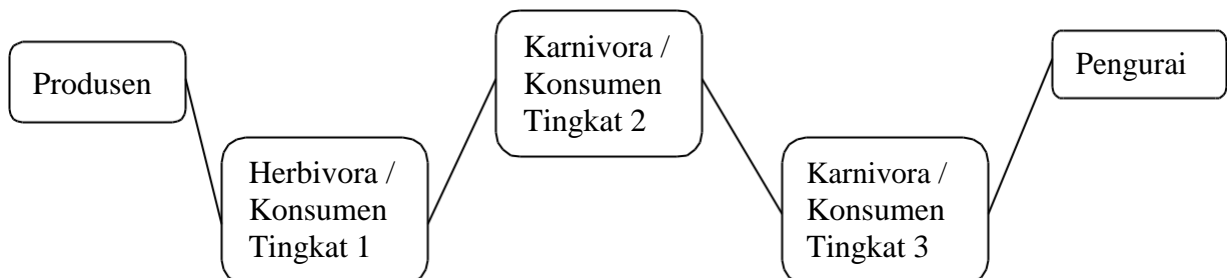 Produsen
Herbivora /
Konsumen
Tingkat 1
Karnivora /
Konsumen
Tingkat 2
Karnivora /
Konsumen
Tingkat 3
Pengurai